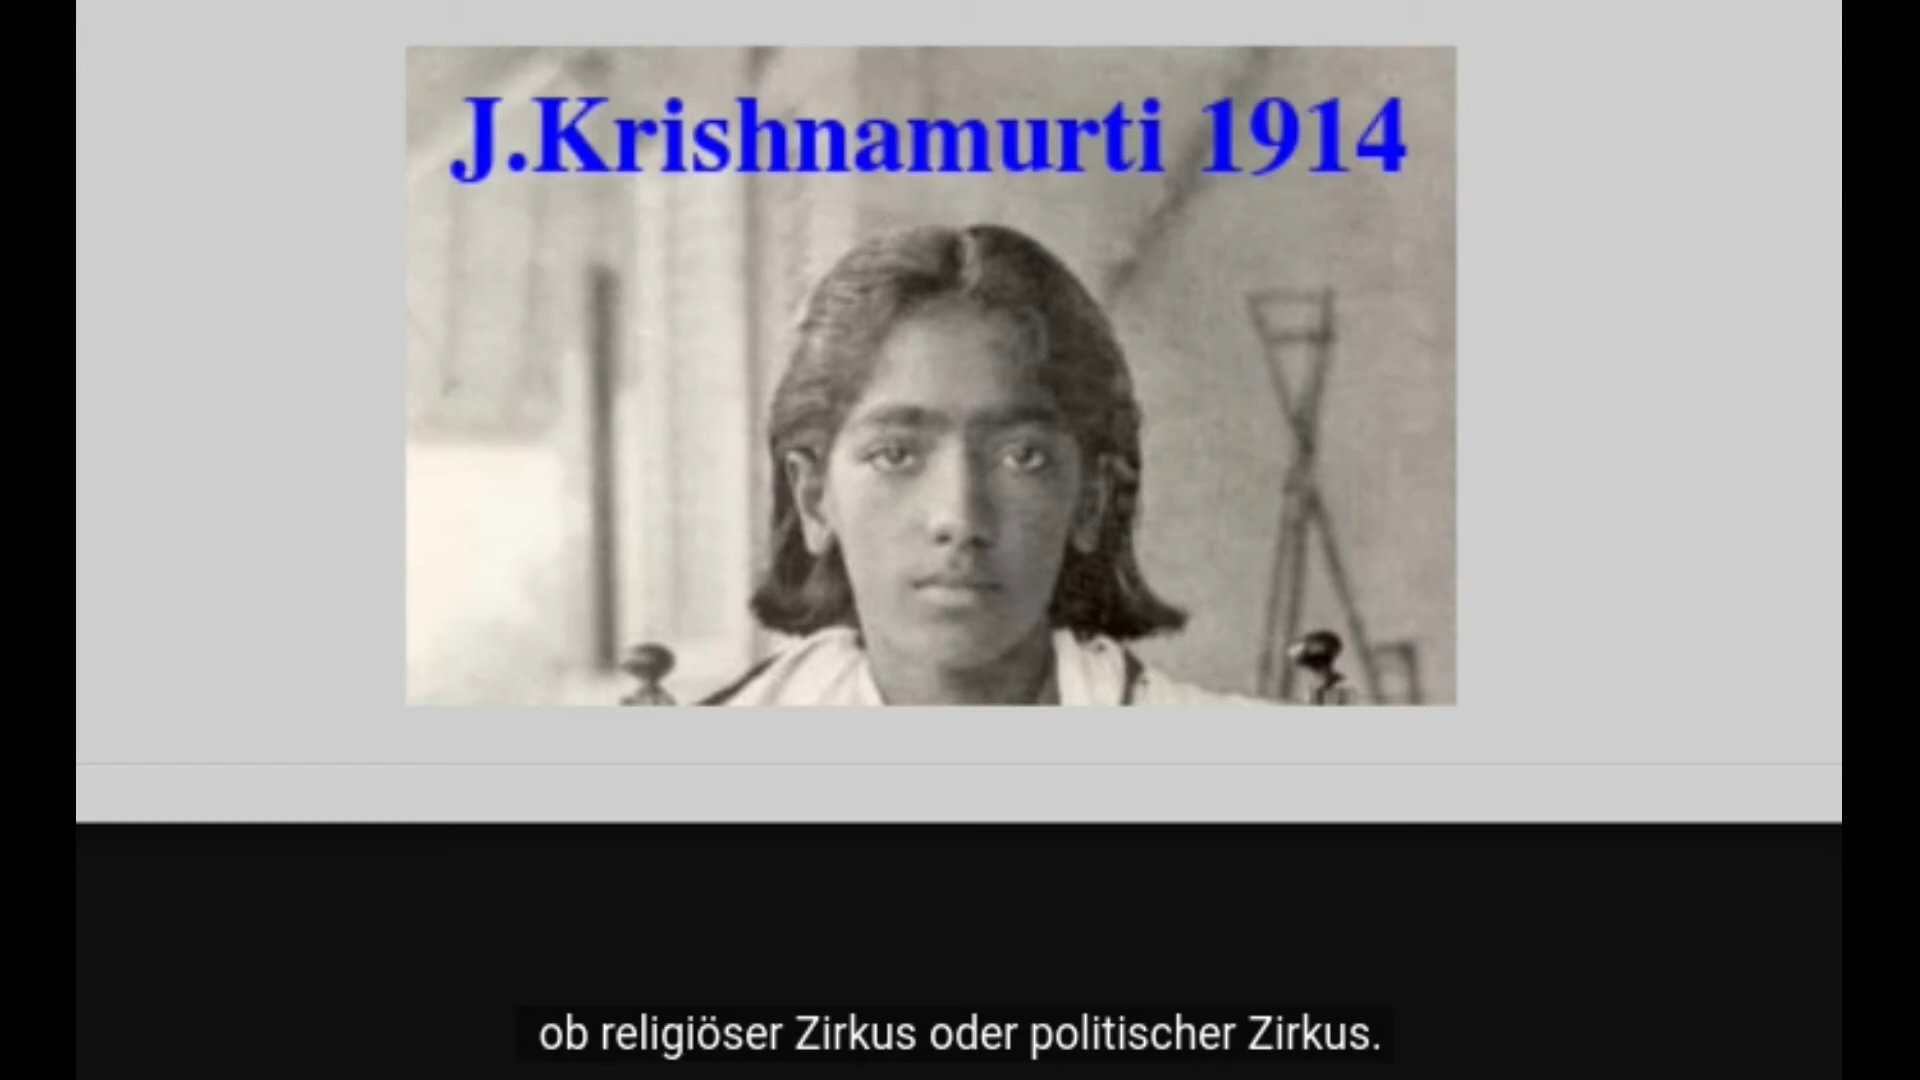 J.Krishnamurti 1914
ob religiöser Zirkus oder politischer Zirkus.